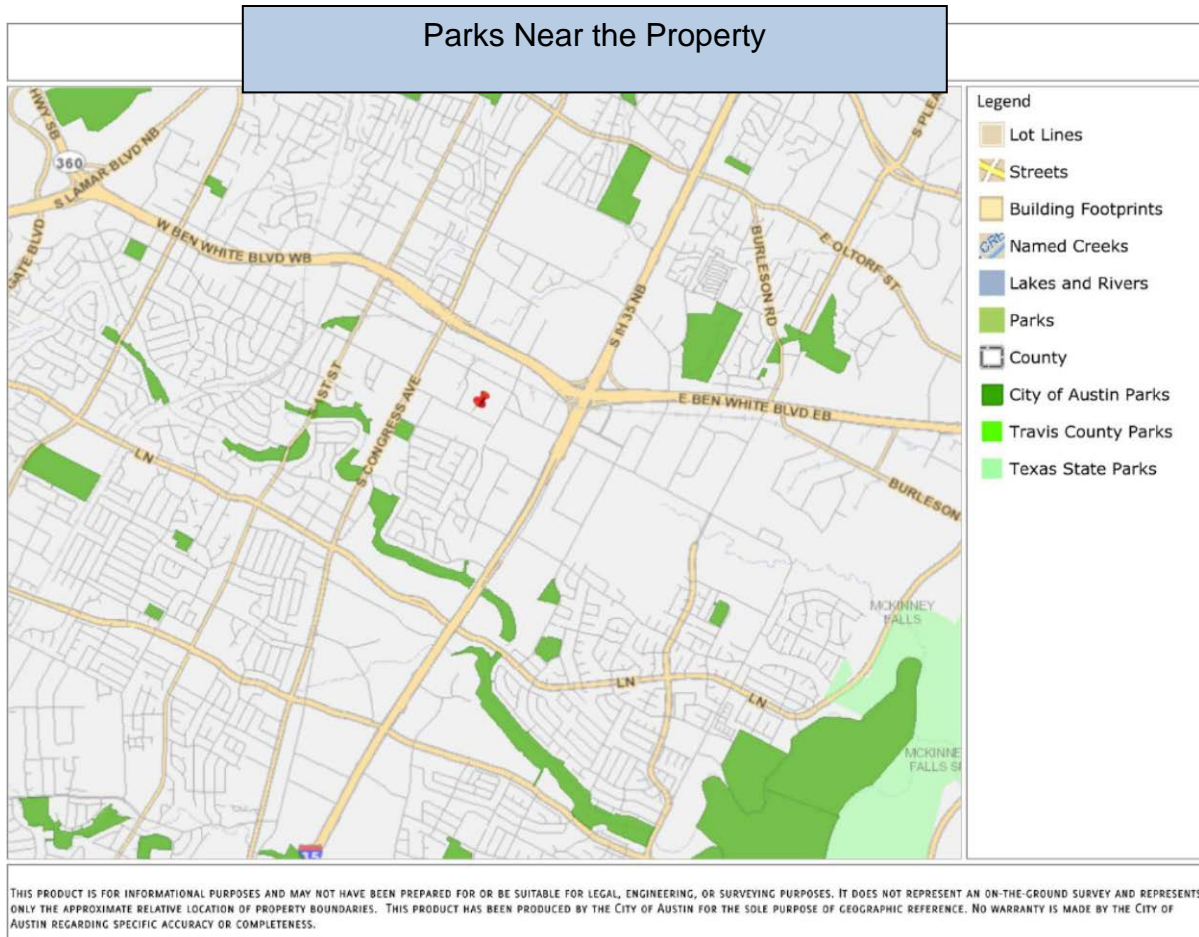 Parks Near the Property
HWY SB
360
S LAMAR BLVD NB
GATE BLVD
W BEN WHITE BLVD WB
S 1ST ST
S CONGRESS AVE
S IH 35 NB
BURLESON RD
E OLTORF ST
E BEN WHITE BLVD EB
BURLESON
LN
LN
LN
MCKINNEY
FALLS
MCKINNE
FALLS
35
Legend
Lot Lines
Streets
Building Footprints
Named Creeks
Lakes and Rivers
Parks
County
City of Austin Parks
Travis County Parks
Texas State Parks
THIS PRODUCT IS FOR INFORMATIONAL PURPOSES AND MAY NOT HAVE BEEN PREPARED FOR OR BE SUITABLE FOR LEGAL, ENGINEERING, OR SURVEYING PURPOSES. IT DOES NOT REPRESENT AN ON-THE-GROUND SURVEY AND REPRESENTS
ONLY THE APPROXIMATE RELATIVE LOCATION OF PROPERTY BOUNDARIES. THIS PRODUCT HAS BEEN PRODUCED BY THE CITY OF AUSTIN FOR THE SOLE PURPOSE OF GEOGRAPHIC REFERENCE. NO WARRANTY IS MADE BY THE CITY OF
AUSTIN REGARDING SPECIFIC ACCURACY OR COMPLETENESS.